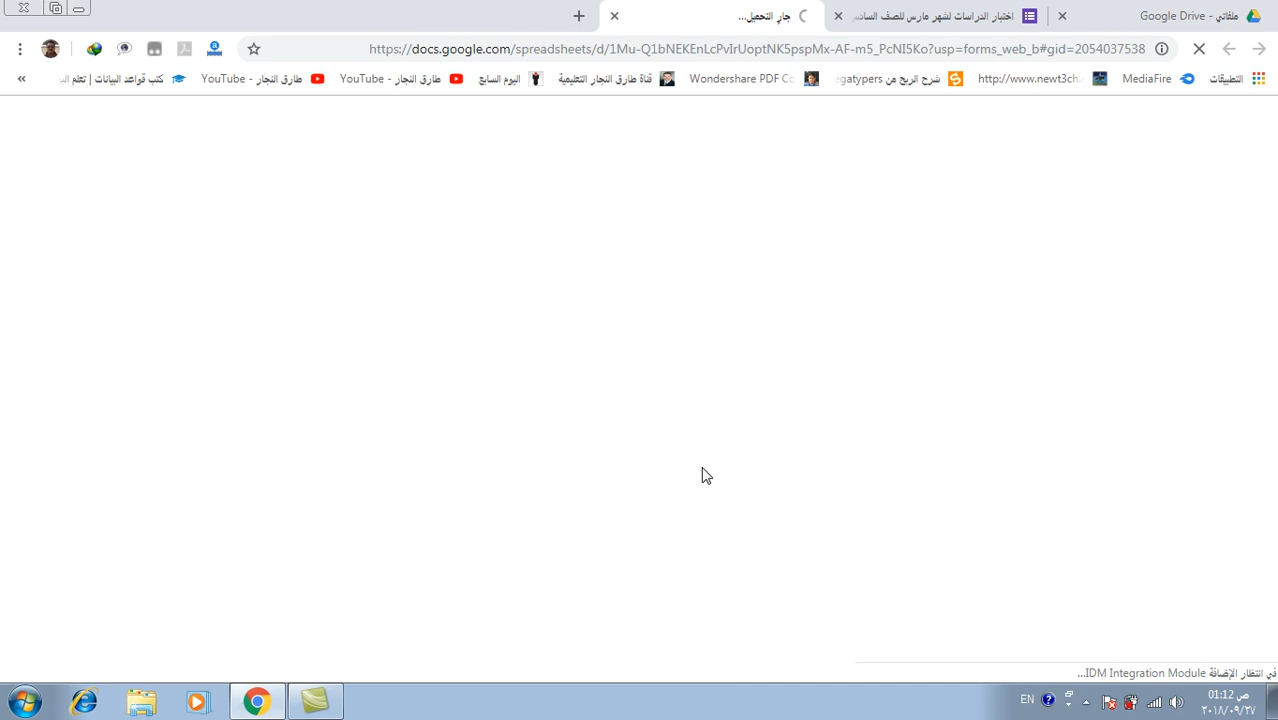 ملفاتي - Google Drive
اختبار الدراسات لشهر مارس للصف السادس
جارٍ التحميل...
https://docs.google.com/spreadsheets/d/1Mu-Q1bNEKEnLcPvIrUoptNK5pspMx-AF-m5_PcNI5Ko?usp=forms_web_b#gid=2054037538
التطبيقات
MediaFire
http://www.newt3ch
شرح الربح من egatypers
Wondershare PDF Co
قناة طارق النجار التعليمية
اليوم السابع
طارق النجار - YouTube
طارق النجار - YouTube
كتب قواعد البيانات | تعلم
«
في انتظار الإضافة IDM Integration Module...
EN
01:12 ص
٢٠١٨/٠٩/٢٧